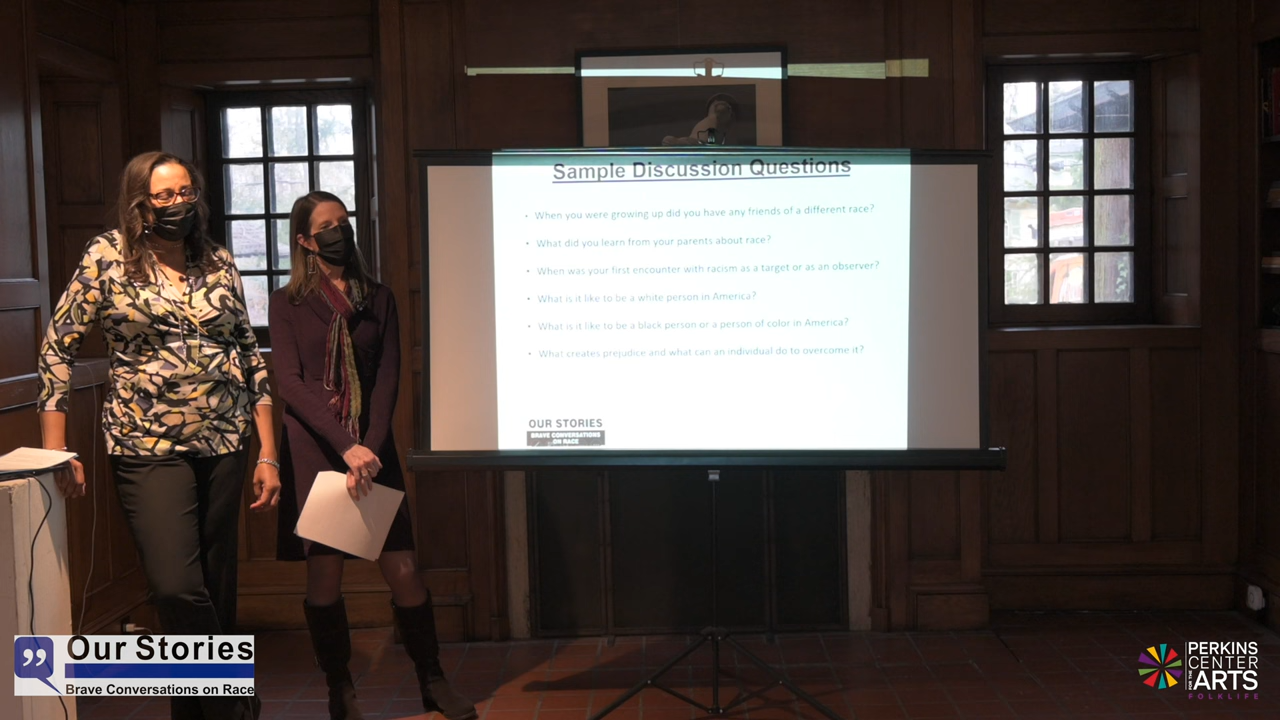 Sample Discussion Questions
• When you were growing up did you have any friends of a different race?
• What did you learn from your parents about race?
• When was your first encounter with racism as a target or as an observer?
• What is it like to be a white person in America?
• What is it like to be a black person or a person of color in America?
• What creates prejudice and what can an individual do to overcome it?
OUR STORIES
BRAVE CONVERSATIONS
ON RACE
Our Stories
Brave Conversations on Race
PERKINS
CENTER
FOR THE
ARTS
FOLKLIFE